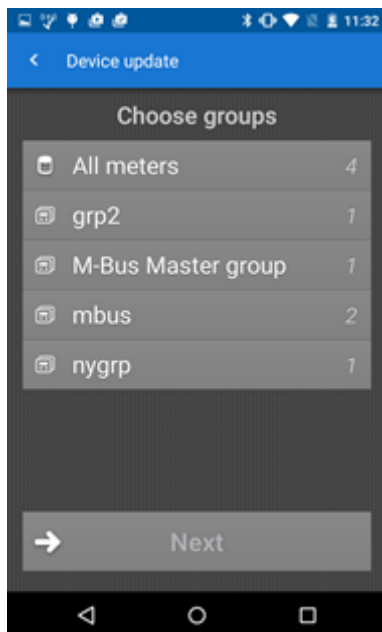 11:32
Device update
Choose groups
All meters 4
grp2 1
M-Bus Master group 1
mbus 2
nygrp 1
Next